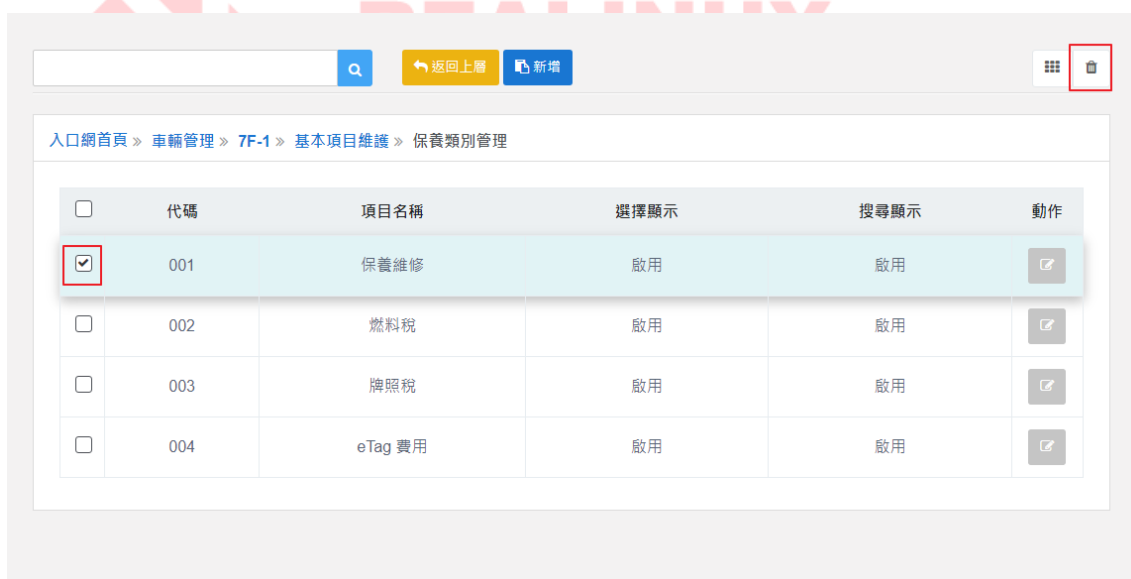 返回上層 新增
入口網首頁 » 車輛管理 » 7F-1 » 基本項目維護 » 保養類別管理
代碼 項目名稱 選擇顯示 搜尋顯示 動作
001 保養維修 啟用 啟用
002 燃料稅 啟用 啟用
003 牌照稅 啟用 啟用
004 eTag 費用 啟用 啟用